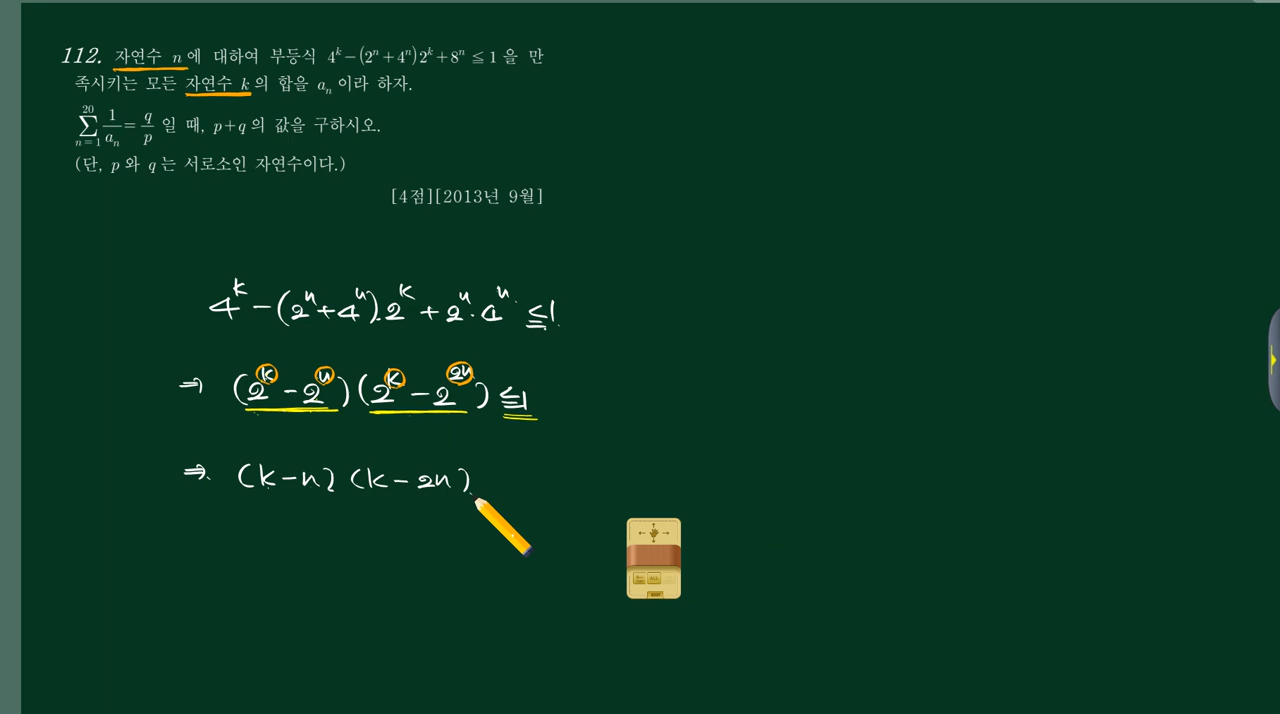 112. 자연수 n에 대하여 부등식 4^k−(2^n+4^n)2^k+8^n ≦1을 만
족시키는 모든 자연수 k의 합을 a_n이라 하자.
∑_{n=1}^{20} 1/a_n = q/p 일 때, p+q의 값을 구하시오.
(단, p와 q는 서로소인 자연수이다.)
[4점][2013년 9월]
4^k −(2^n+4^n).2^k + 2^n · 4^n ≦1
⇒ (2^k − 2^n)(2^k − 2^{2n}) ≦1
⇒ (k−n)(k−2n)